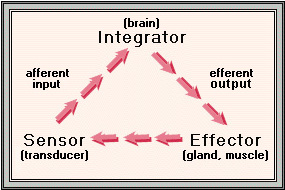 (brain)
Integrator
afferent
input
efferent
output
Sensor
(transducer)
Effector
(gland, muscle)